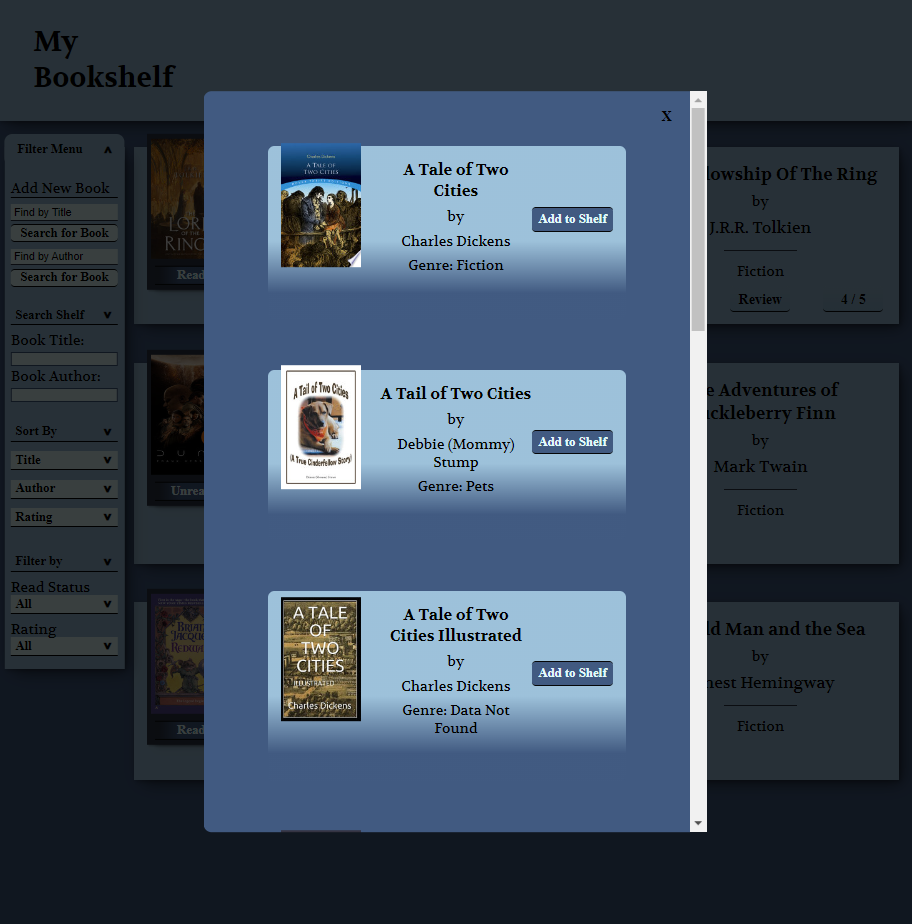 My
Bookshelf
Filter Menu
Add New Book
Find by Title
Search for Book
Find by Author
Search for Book
Search Shelf
Book Title:
Book Author:
Sort By
Title
Author
Rating
Filter by
Read Status
All
Rating
All
LORD
RING
Read
DUNE
Unrea
BRIAN
JACQU
REDWA
Read
X
Charles Dickens
A TALE OF
TWO CITIES
A Tale of Two
Cities
by
Charles Dickens
Genre: Fiction
Add to Shelf
A Tail of Two Cities
(A True Cinderfellow Story)
A Tail of Two Cities
by
Debbie (Mommy)
Stump
Genre: Pets
Add to Shelf
A TALE
OF
TWO
CITIES
ILLUSTRATED
Charles Dickens
A Tale of Two
Cities Illustrated
by
Charles Dickens
Genre: Data Not
Found
Add to Shelf
lowship Of The Ring
by
J.R.R. Tolkien
Fiction
Review
4 / 5
e Adventures of
uckleberry Finn
by
Mark Twain
Fiction
ld Man and the Sea
by
nest Hemingway
Fiction